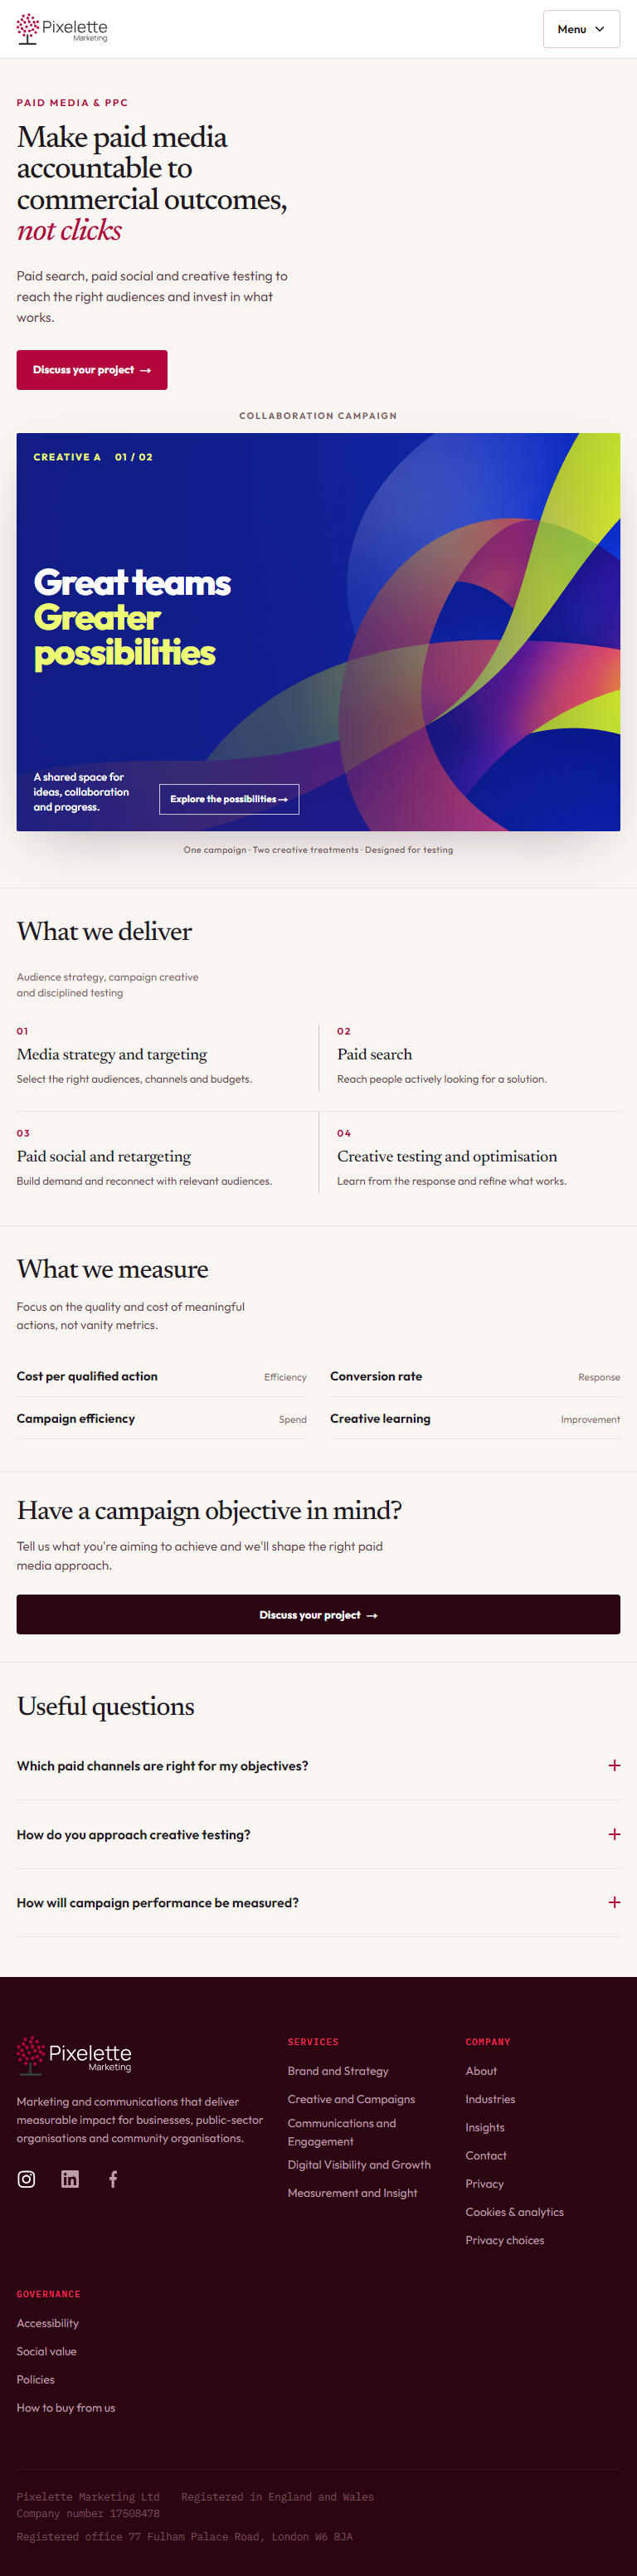 Pixelette
Marketing
Menu
PAID MEDIA & PPC
Make paid media
accountable to
commercial outcomes,
not clicks
Paid search, paid social and creative testing to
reach the right audiences and invest in what
works.
Discuss your project →
COLLABORATION CAMPAIGN
CREATIVE A 01 / 02
Great teams
Greater
possibilities
A shared space for
ideas, collaboration
and progress.
Explore the possibilities →
One campaign · Two creative treatments · Designed for testing
What we deliver
Audience strategy, campaign creative
and disciplined testing
01
Media strategy and targeting
Select the right audiences, channels and budgets.
02
Paid search
Reach people actively looking for a solution.
03
Paid social and retargeting
Build demand and reconnect with relevant audiences.
04
Creative testing and optimisation
Learn from the response and refine what works.
What we measure
Focus on the quality and cost of meaningful
actions, not vanity metrics.
Cost per qualified action Efficiency
Conversion rate Response
Campaign efficiency Spend
Creative learning Improvement
Have a campaign objective in mind?
Tell us what you're aiming to achieve and we'll shape the right paid
media approach.
Discuss your project →
Useful questions
Which paid channels are right for my objectives?
How do you approach creative testing?
How will campaign performance be measured?
Pixelette
Marketing
Marketing and communications that deliver
measurable impact for businesses, public-sector
organisations and community organisations.
SERVICES
Brand and Strategy
Creative and Campaigns
Communications and
Engagement
Digital Visibility and Growth
Measurement and Insight
COMPANY
About
Industries
Insights
Contact
Privacy
Cookies & analytics
Privacy choices
GOVERNANCE
Accessibility
Social value
Policies
How to buy from us
Pixelette Marketing Ltd Registered in England and Wales
Company number 17508478
Registered office 77 Fulham Palace Road, London W6 8JA